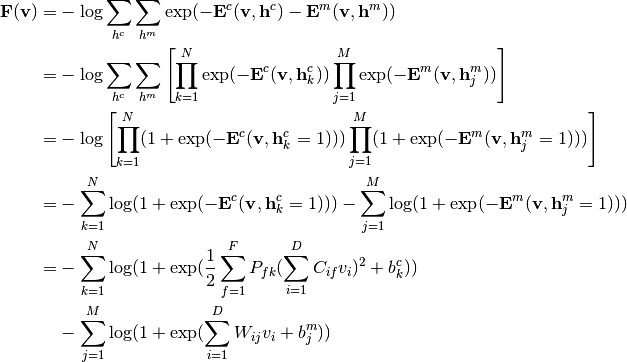 F(v) = − log ∑_{h^c} ∑_{h^m} exp(−E^c(v, h^c) − E^m(v, h^m))
= − log ∑_{h^c} ∑_{h^m} [∏_{k=1}^{N} exp(−E^c(v, h^c_k)) ∏_{j=1}^{M} exp(−E^m(v, h^m_j))]
= − log [∏_{k=1}^{N} (1 + exp(−E^c(v, h^c_k = 1))) ∏_{j=1}^{M} (1 + exp(−E^m(v, h^m_j = 1)))]
= − ∑_{k=1}^{N} log(1 + exp(−E^c(v, h^c_k = 1))) − ∑_{j=1}^{M} log(1 + exp(−E^m(v, h^m_j = 1)))
= − ∑_{k=1}^{N} log(1 + exp(\frac{1}{2} ∑_{f=1}^{F} P_{fk}(∑_{i=1}^{D} C_{if}v_i)^2 + b^c_k))
− ∑_{j=1}^{M} log(1 + exp(∑_{i=1}^{D} W_{ij}v_i + b^m_j))